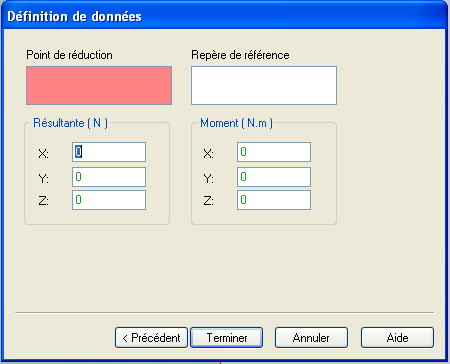 Définition de données
Point de réduction Repère de référence
Résultante ( N ) Moment ( N.m )
X: 0 X: 0
Y: 0 Y: 0
Z: 0 Z: 0
< Précédent Terminer Annuler Aide